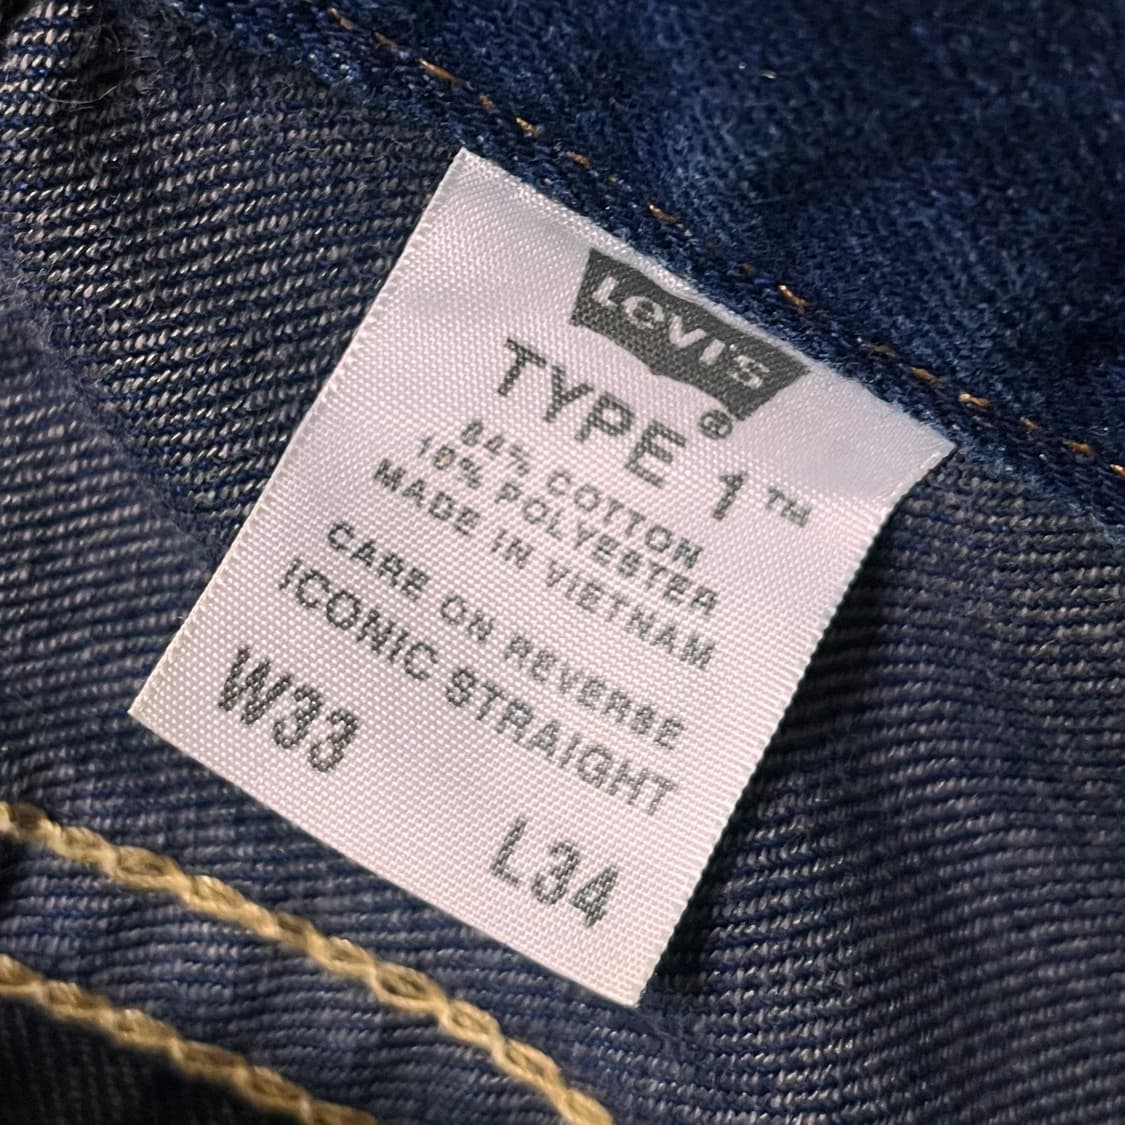 Levi's®
TYPE 1™
84% COTTON
16% POLYESTER
MADE IN VIETNAM
CARE ON REVERSE
ICONIC STRAIGHT
W33
L34